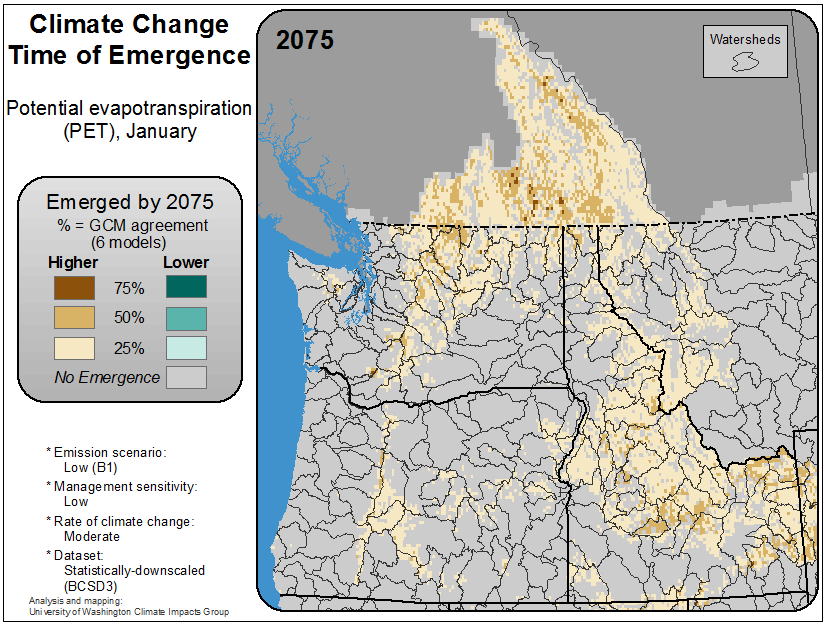 Climate Change
Time of Emergence
Potential evapotranspiration
(PET), January
Emerged by 2075
% = GCM agreement
(6 models)
Higher Lower
75%
50%
25%
No Emergence
* Emission scenario:
Low (B1)
* Management sensitivity:
Low
* Rate of climate change:
Moderate
* Dataset:
Statistically-downscaled
(BCSD3)
Analysis and mapping:
University of Washington Climate Impacts Group
2075
Watersheds